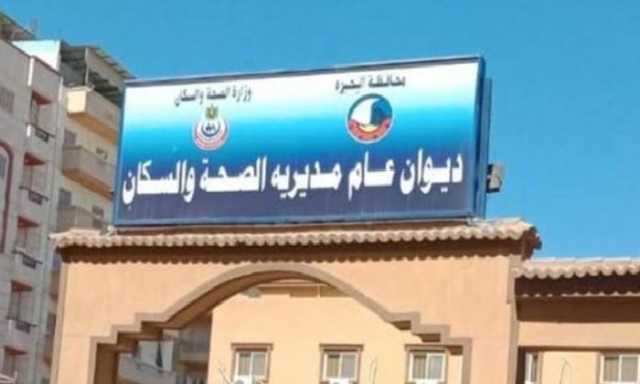 محافظة البحيرة
وزارة الصحة والسكان
ديوان عام مديريه الصحة والسكان